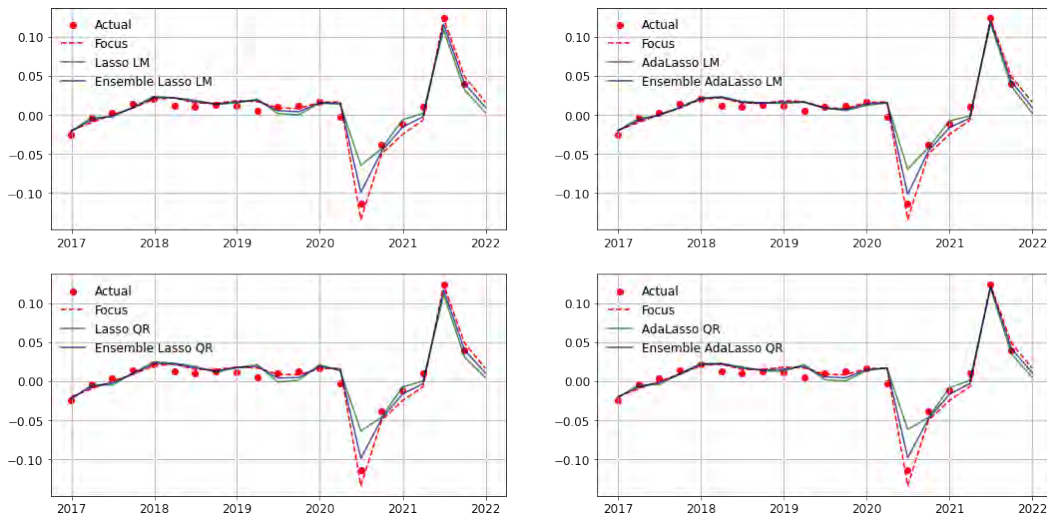 0.10
0.05
0.00
−0.05
−0.10
Actual
Focus
Lasso LM
Ensemble Lasso LM
2017 2018 2019 2020 2021 2022
0.10
0.05
0.00
−0.05
−0.10
Actual
Focus
AdaLasso LM
Ensemble AdaLasso LM
2017 2018 2019 2020 2021 2022
0.10
0.05
0.00
−0.05
−0.10
Actual
Focus
Lasso QR
Ensemble Lasso QR
2017 2018 2019 2020 2021 2022
0.10
0.05
0.00
−0.05
−0.10
Actual
Focus
AdaLasso QR
Ensemble AdaLasso QR
2017 2018 2019 2020 2021 2022